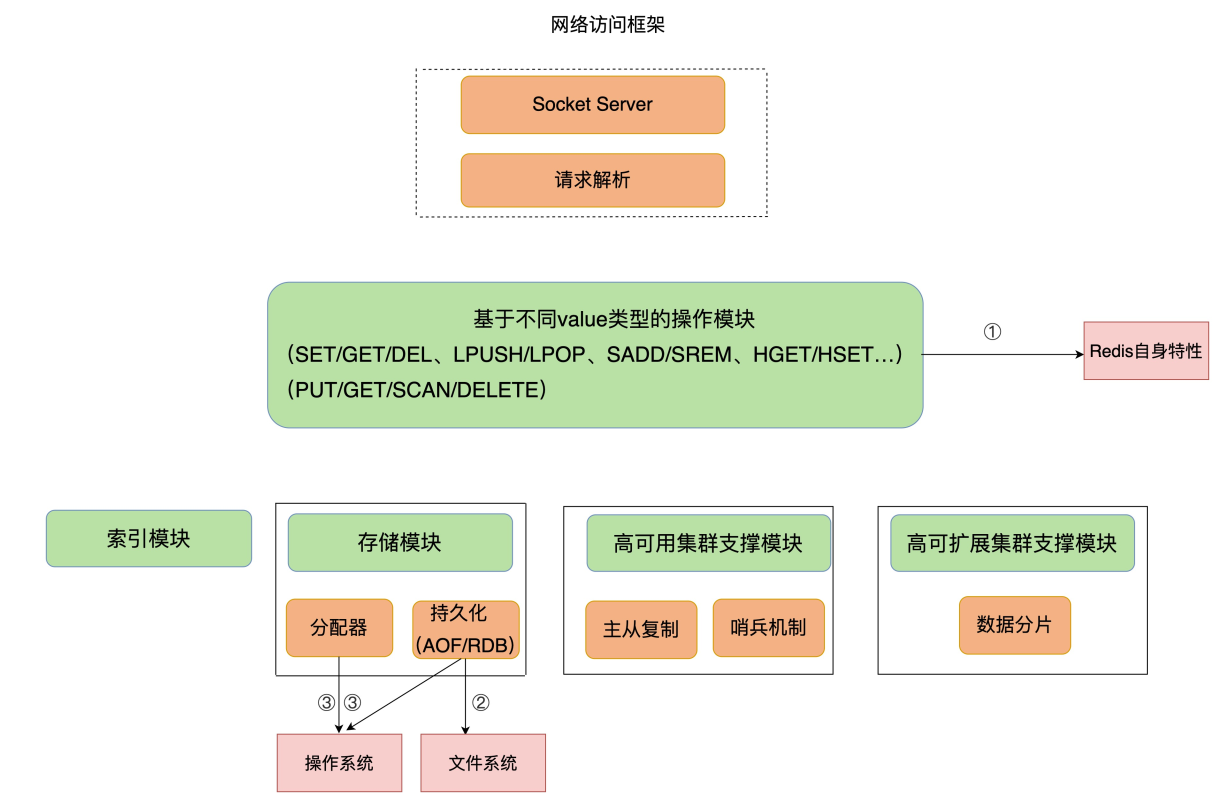 网络访问框架
Socket Server
请求解析
基于不同value类型的操作模块
（SET/GET/DEL、LPUSH/LPOP、SADD/SREM、HGET/HSET…）
（PUT/GET/SCAN/DELETE）
①
Redis自身特性
索引模块
存储模块
分配器
持久化
（AOF/RDB）
高可用集群支撑模块
主从复制
哨兵机制
高可扩展集群支撑模块
数据分片
③
③
②
操作系统
文件系统